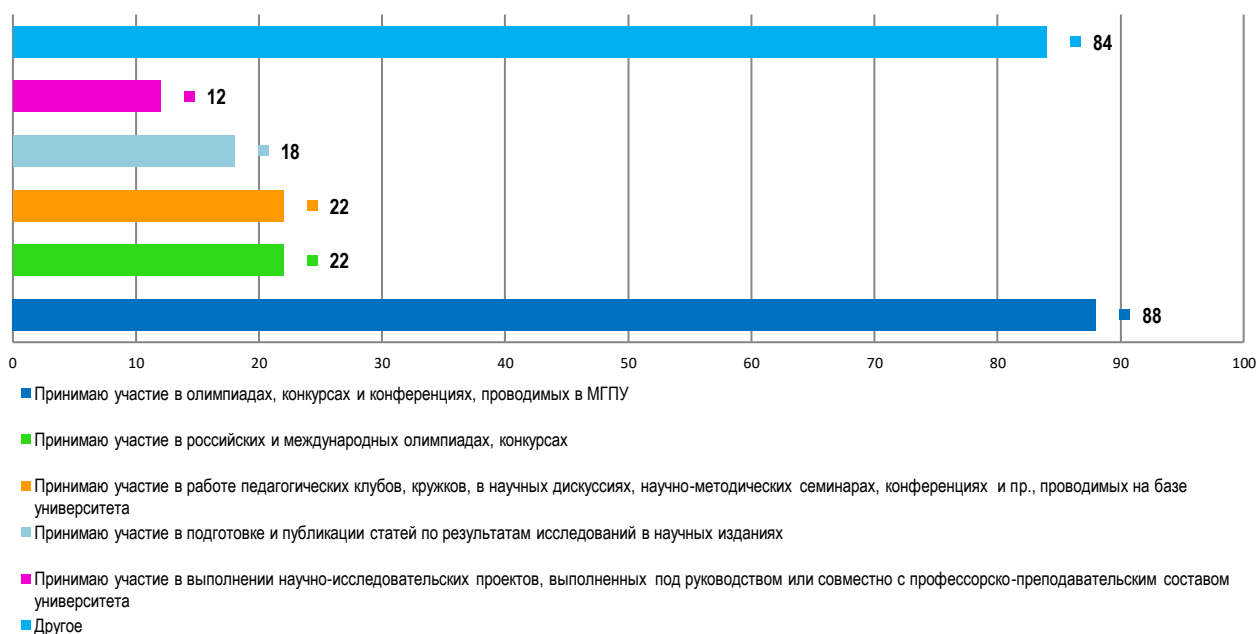 84
12
18
22
22
88
0 10 20 30 40 50 60 70 80 90 100
Принимаю участие в олимпиадах, конкурсах и конференциях, проводимых в МГПУ
Принимаю участие в российских и международных олимпиадах, конкурсах
Принимаю участие в работе педагогических клубов, кружков, в научных дискуссиях, научно-методических семинарах, конференциях и пр., проводимых на базе
университета
Принимаю участие в подготовке и публикации статей по результатам исследований в научных изданиях
Принимаю участие в выполнении научно-исследовательских проектов, выполненных под руководством или совместно с профессорско-преподавательским составом
университета
Другое